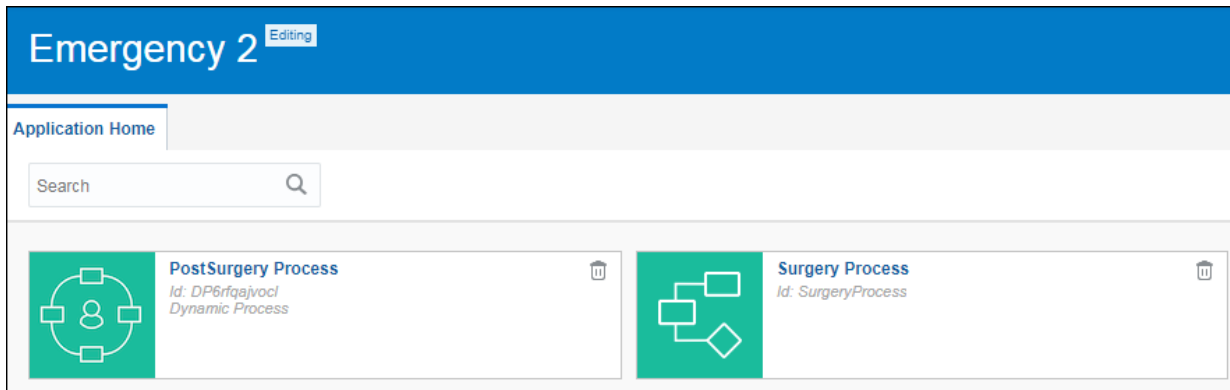 Emergency 2 Editing
Application Home
Search
PostSurgery Process
Id: DP6rfqajvocl
Dynamic Process
Surgery Process
Id: SurgeryProcess